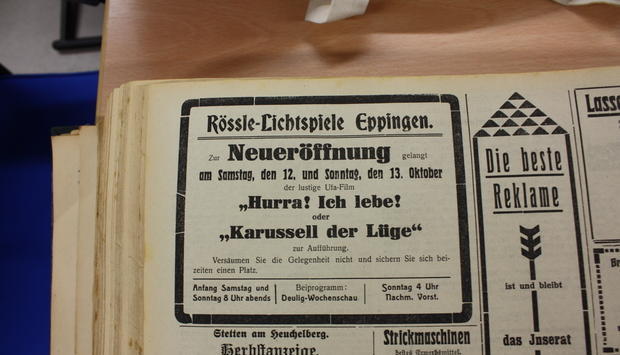 Rössle-Lichtspiele Eppingen.
Zur Neueröffnung gelangt
am Samstag, den 12. und Sonntag, den 13. Oktober
der lustige Ufa-Film
„Hurra! Ich lebe!
oder
„Karussell der Lüge“
zur Aufführung.
Versäumen Sie die Gelegenheit nicht und sichern Sie sich bei-
zeiten einen Platz.
Anfang Samstag und
Sonntag 8 Uhr abends
Beiprogramm:
Deulig-Wochenschau
Sonntag 4 Uhr
Nachm. Vorst.
Stetten am Heuchelberg.
Herbstanzeige.
Strickmaschinen
Die beste
Reklame
ist und bleibt
das Inserat
Lasse